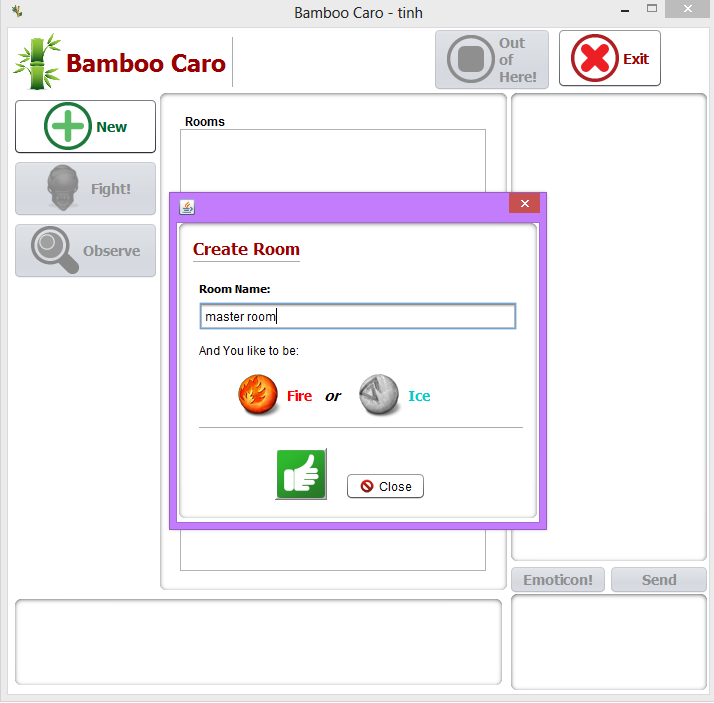 Bamboo Caro - tinh
Bamboo Caro
Out
of
Here!
Exit
New
Fight!
Observe
Rooms
Create Room
Room Name:
master room
And You like to be:
Fire or Ice
Close
Emoticon!
Send